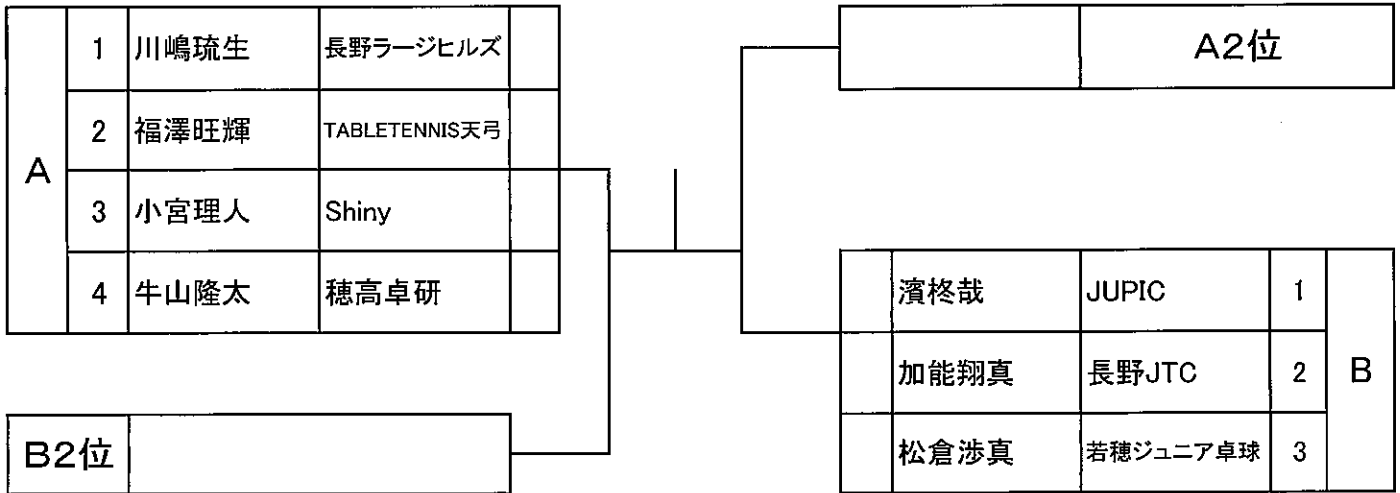 A
1 川嶋琉生 長野ラージヒルズ
2 福澤旺輝 TABLETENNIS天弓
3 小宮理人 Shiny
4 牛山隆太 穂高卓研
B2位
A2位
濱柊哉 JUPIC 1
加能翔真 長野JTC 2
松倉渉真 若穂ジュニア卓球 3
B